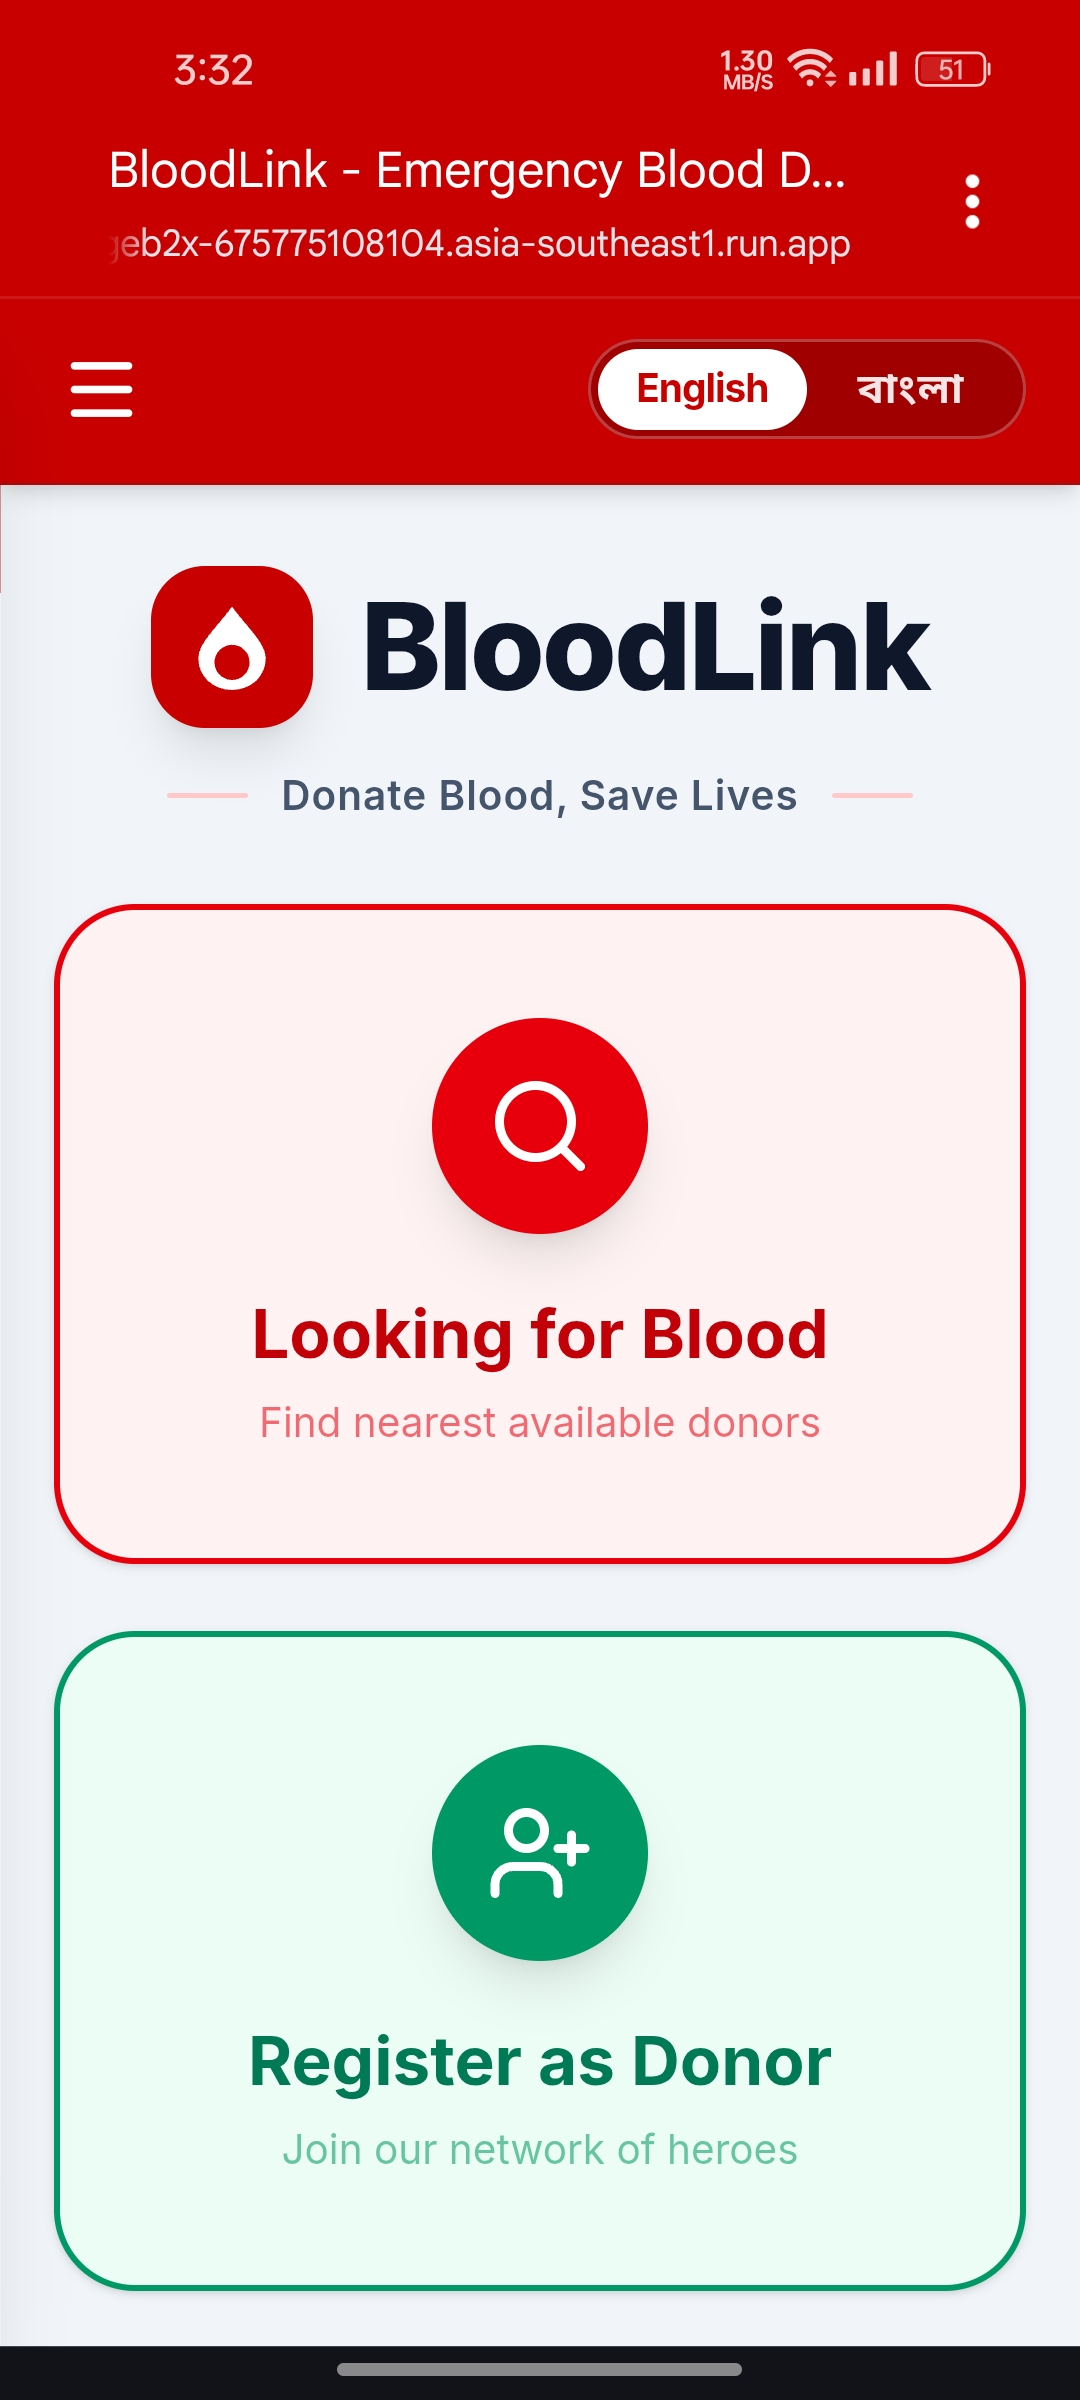 3:32
1.30
MB/S
51
BloodLink - Emergency Blood D...
eb2x-675775108104.asia-southeast1.run.app
English
বাংলা
BloodLink
Donate Blood, Save Lives
Looking for Blood
Find nearest available donors
Register as Donor
Join our network of heroes